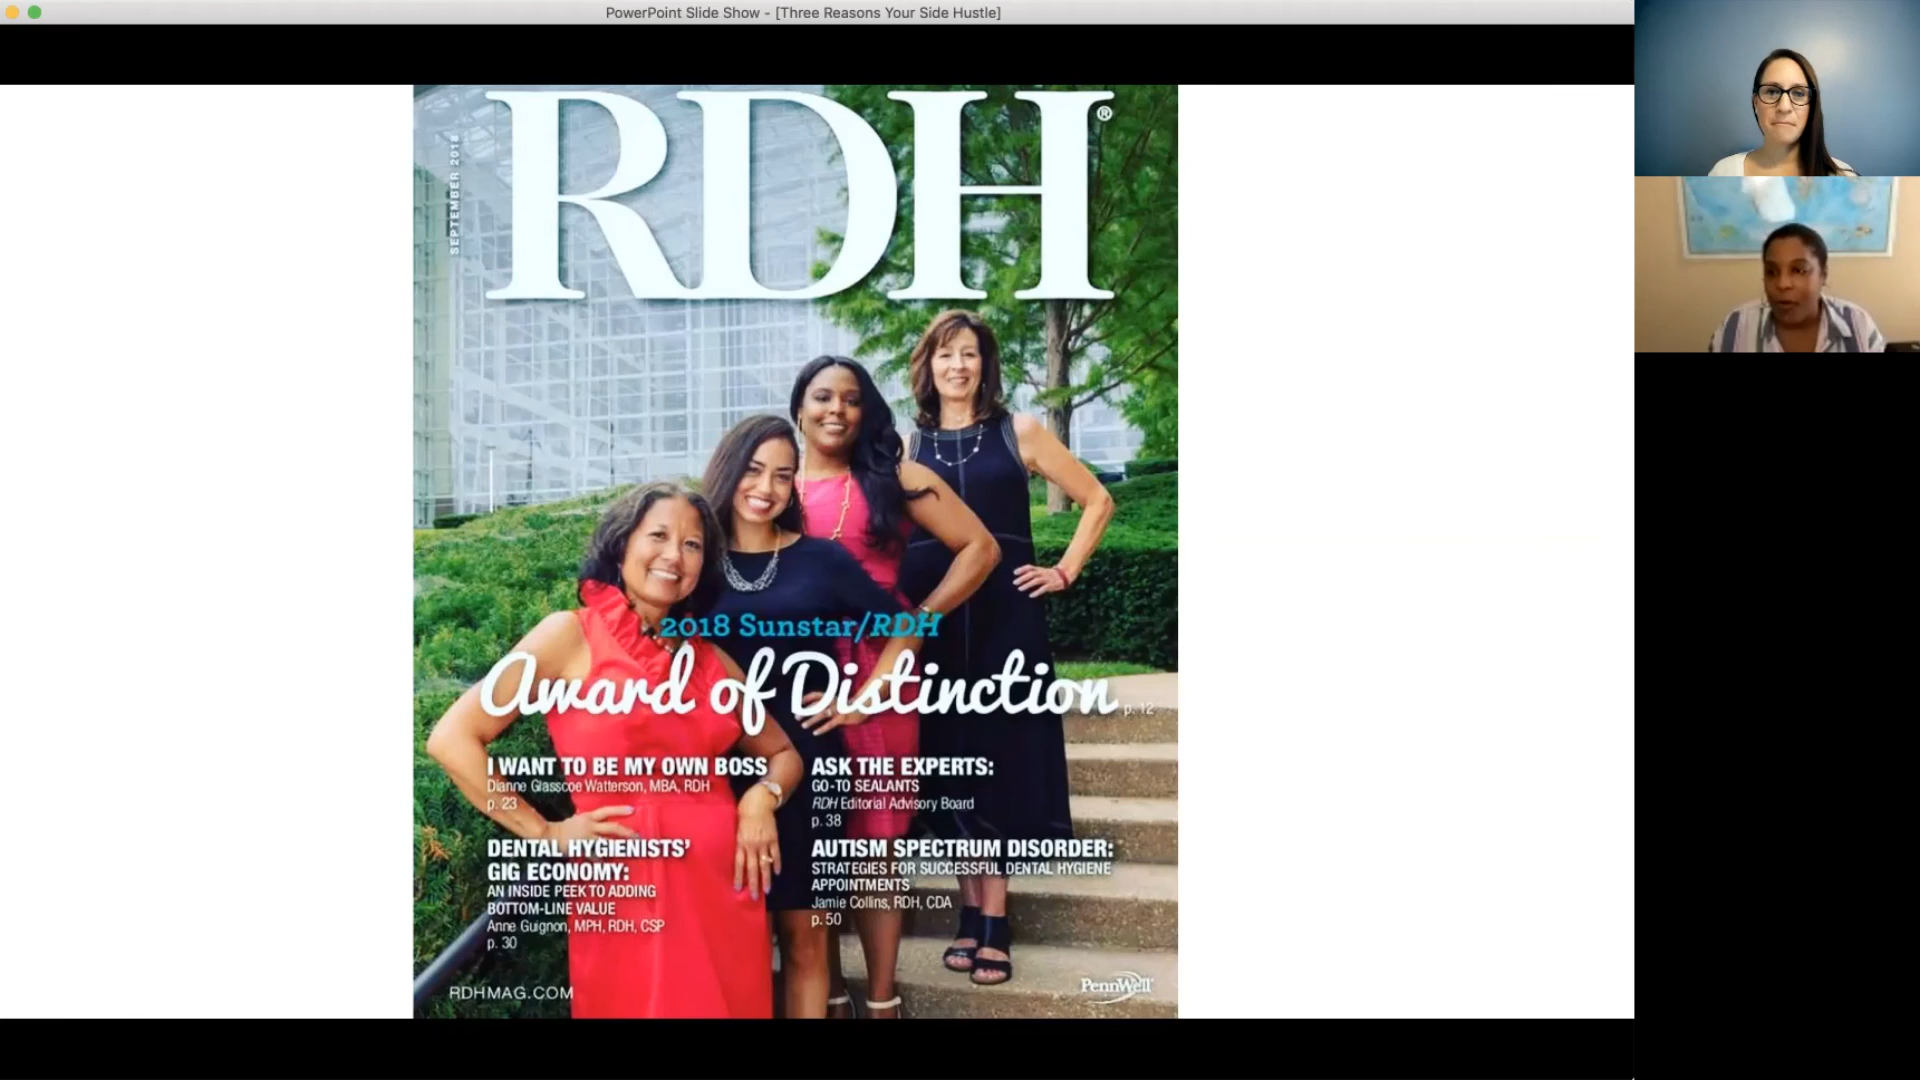 PowerPoint Slide Show - [Three Reasons Your Side Hustle]
RDH®
SEPTEMBER 2018
2018 Sunstar/RDH
Award of Distinction p. 12
I WANT TO BE MY OWN BOSS
Dianne Glasscoe Watterson, MBA, RDH
p. 23
DENTAL HYGIENISTS'
GIG ECONOMY:
AN INSIDE PEEK TO ADDING
BOTTOM-LINE VALUE
Anne Guignon, MPH, RDH, CSP
p. 30
ASK THE EXPERTS:
GO-TO SEALANTS
RDH Editorial Advisory Board
p. 38
AUTISM SPECTRUM DISORDER:
STRATEGIES FOR SUCCESSFUL DENTAL HYGIENE
APPOINTMENTS
Jamie Collins, RDH, CDA
p. 50
RDHMAG.COM
PennWell®